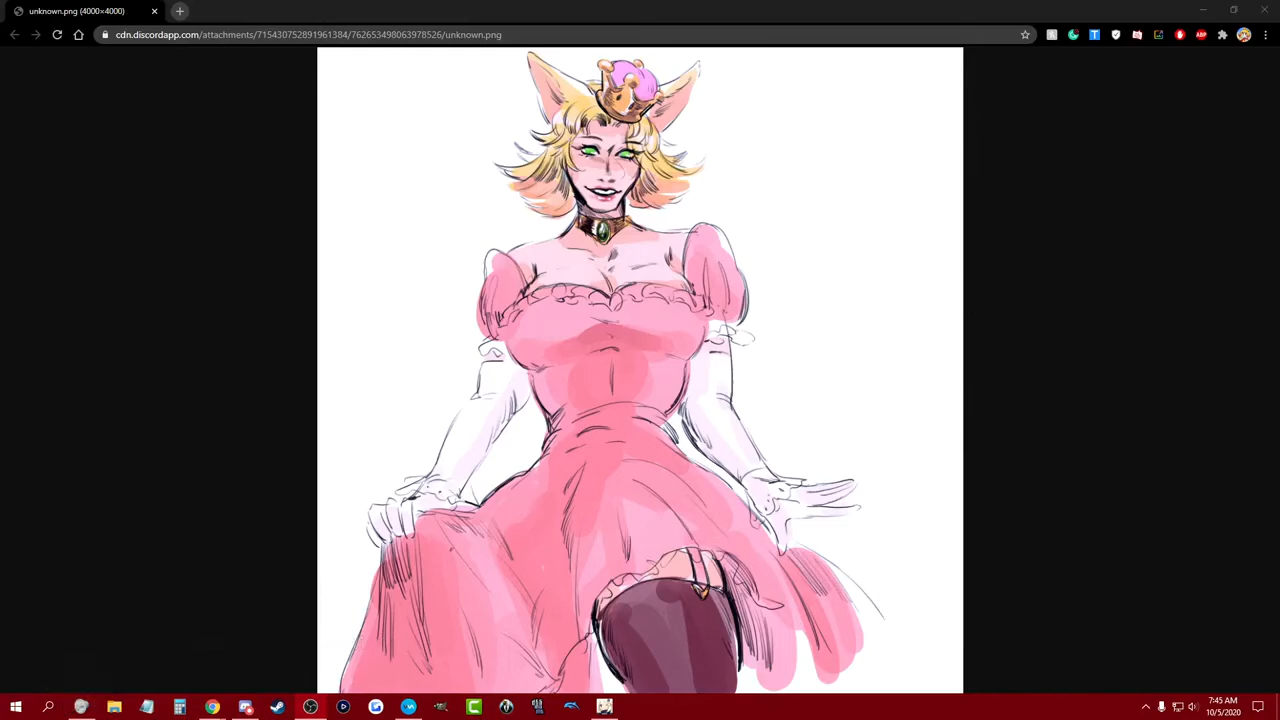 unknown.png (4000×4000)
cdn.discordapp.com/attachments/715430752891961384/762653498063978526/unknown.png
7:45 AM
10/5/2020